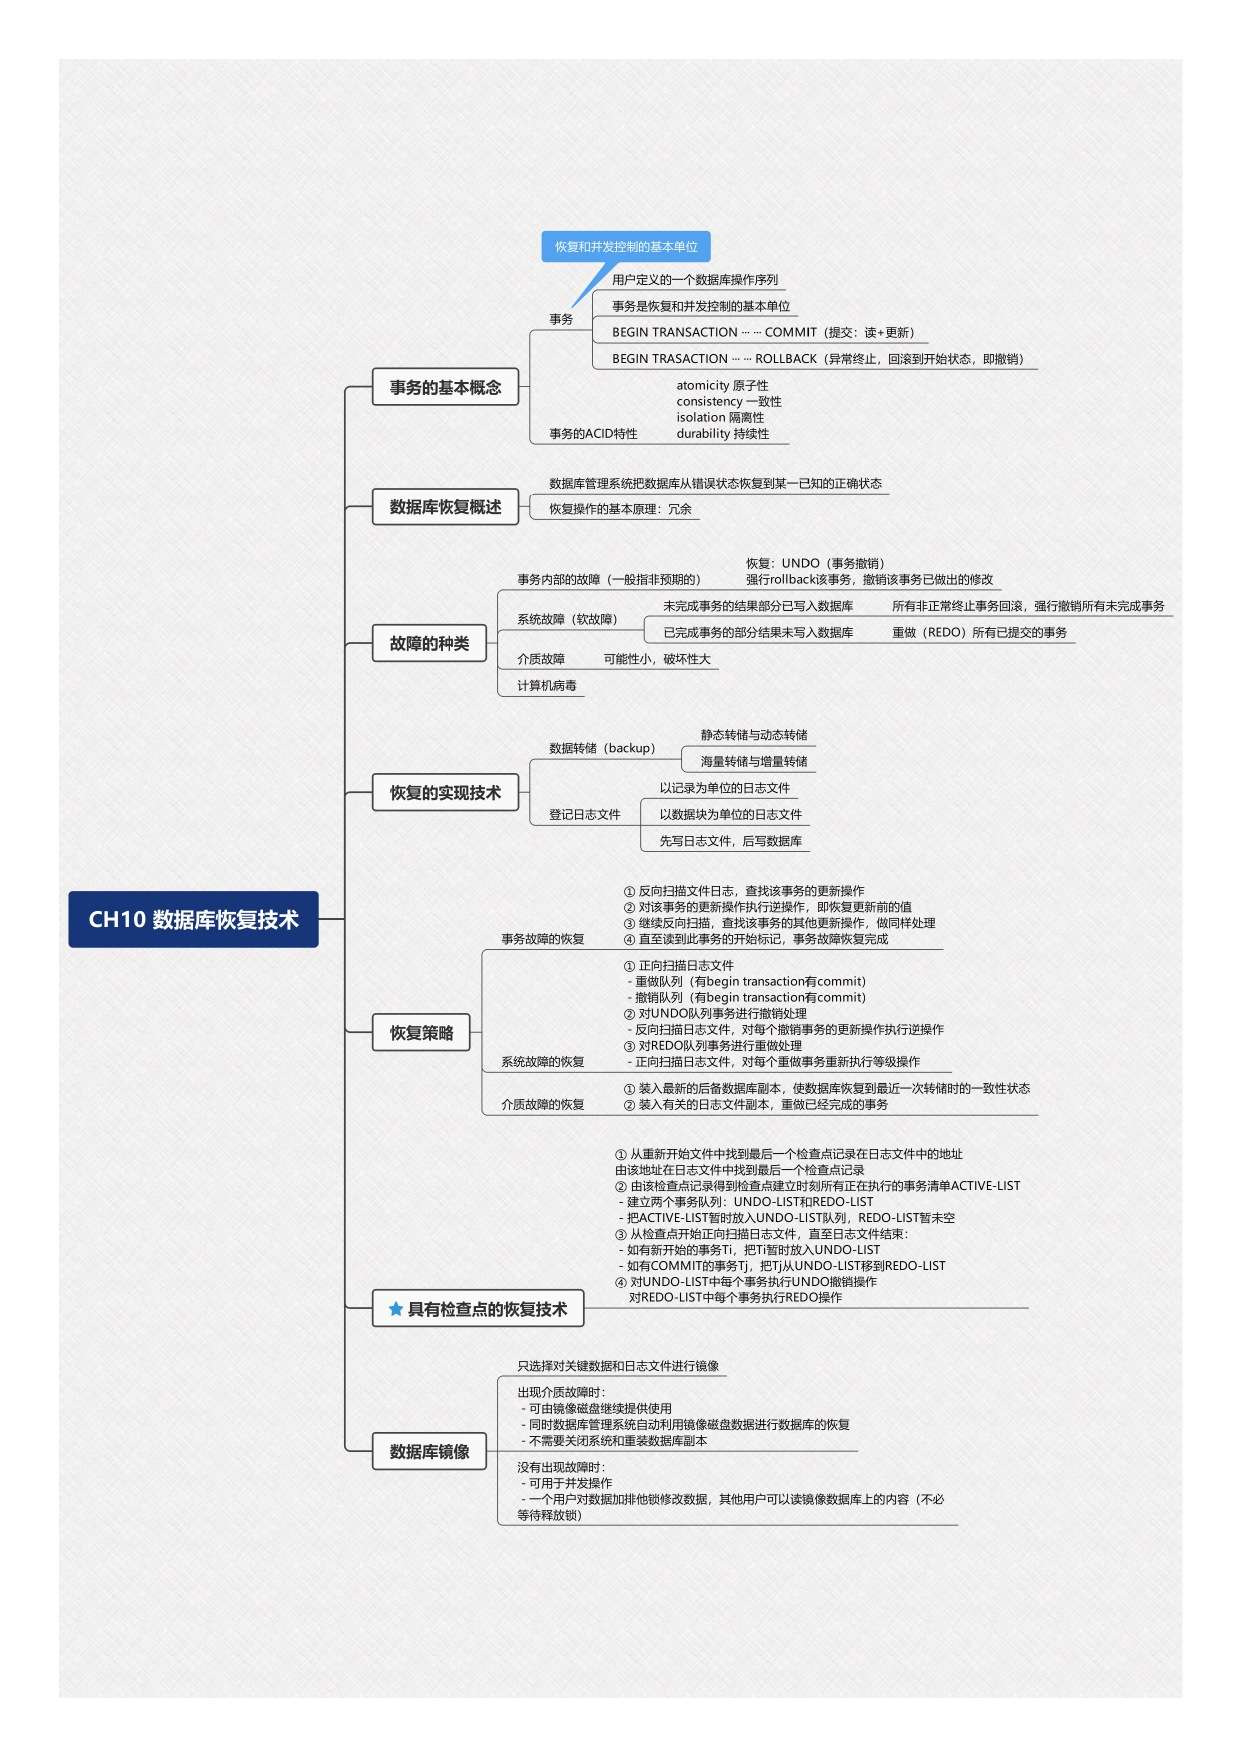 恢复和并发控制的基本单位
用户定义的一个数据库操作序列
事务是恢复和并发控制的基本单位
事务
BEGIN TRANSACTION ··· ··· COMMIT（提交：读+更新）
BEGIN TRASACTION ··· ··· ROLLBACK（异常终止，回滚到开始状态，即撤销）
事务的基本概念
atomicity 原子性
consistency 一致性
isolation 隔离性
durability 持续性
事务的ACID特性
数据库管理系统把数据库从错误状态恢复到某一已知的正确状态
数据库恢复概述
恢复操作的基本原理：冗余
恢复：UNDO（事务撤销）
事务内部的故障（一般指非预期的） 强行rollback该事务，撤销该事务已做出的修改
未完成事务的结果部分已写入数据库 所有非正常终止事务回滚，强行撤销所有未完成事务
系统故障（软故障）
已完成事务的部分结果未写入数据库 重做（REDO）所有已提交的事务
故障的种类
介质故障 可能性小，破坏性大
计算机病毒
静态转储与动态转储
数据转储（backup）
海量转储与增量转储
恢复的实现技术
以记录为单位的日志文件
登记日志文件 以数据块为单位的日志文件
先写日志文件，后写数据库
CH10 数据库恢复技术
① 反向扫描文件日志，查找该事务的更新操作
② 对该事务的更新操作执行逆操作，即恢复更新前的值
③ 继续反向扫描，查找该事务的其他更新操作，做同样处理
事务故障的恢复 ④ 直至读到此事务的开始标记，事务故障恢复完成
① 正向扫描日志文件
- 重做队列（有begin transaction有commit）
- 撤销队列（有begin transaction有commit）
② 对UNDO队列事务进行撤销处理
- 反向扫描日志文件，对每个撤销事务的更新操作执行逆操作
恢复策略
③ 对REDO队列事务进行重做处理
系统故障的恢复 - 正向扫描日志文件，对每个重做事务重新执行等级操作
① 装入最新的后备数据库副本，使数据库恢复到最近一次转储时的一致性状态
介质故障的恢复 ② 装入有关的日志文件副本，重做已经完成的事务
① 从重新开始文件中找到最后一个检查点记录在日志文件中的地址
由该地址在日志文件中找到最后一个检查点记录
② 由该检查点记录得到检查点建立时刻所有正在执行的事务清单ACTIVE-LIST
- 建立两个事务队列：UNDO-LIST和REDO-LIST
- 把ACTIVE-LIST暂时放入UNDO-LIST队列，REDO-LIST暂未空
③ 从检查点开始正向扫描日志文件，直至日志文件结束：
- 如有新开始的事务Ti，把Ti暂时放入UNDO-LIST
- 如有COMMIT的事务Tj，把Tj从UNDO-LIST移到REDO-LIST
④ 对UNDO-LIST中每个事务执行UNDO撤销操作
对REDO-LIST中每个事务执行REDO操作
具有检查点的恢复技术
只选择对关键数据和日志文件进行镜像
出现介质故障时：
- 可由镜像磁盘继续提供使用
- 同时数据库管理系统自动利用镜像磁盘数据进行数据库的恢复
- 不需要关闭系统和重装数据库副本
数据库镜像
没有出现故障时：
- 可用于并发操作
- 一个用户对数据加排他锁修改数据，其他用户可以读镜像数据库上的内容（不必
等待释放锁）